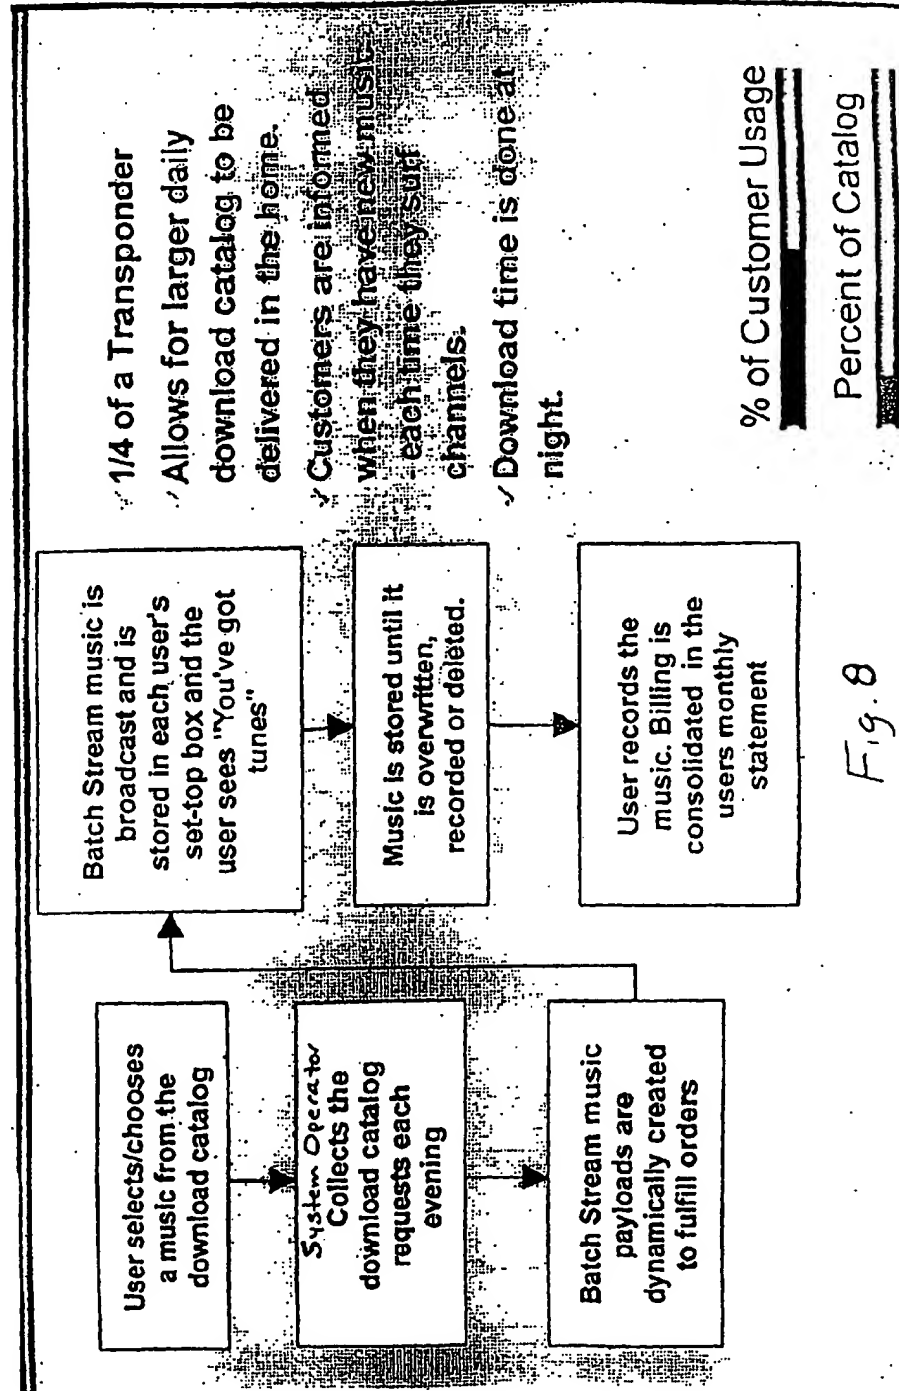 User selects/chooses
a music from the
download catalog
System Operator
Collects the
download catalog
requests each
evening
Batch Stream music
payloads are
dynamically created
to fulfill orders
Batch Stream music is
broadcast and is
stored in each user's
set-top box and the
user sees "You've got
tunes"
Music is stored until it
is overwritten,
recorded or deleted.
User records the
music. Billing is
consolidated in the
users monthly
statement
✓1/4 of a Transponder
✓Allows for larger daily
download catalog to be
delivered in the home.
✓Customers are informed
when they have new music
each time they surf
channels.
✓Download time is done at
night.
% of Customer Usage
Percent of Catalog
Fig. 8